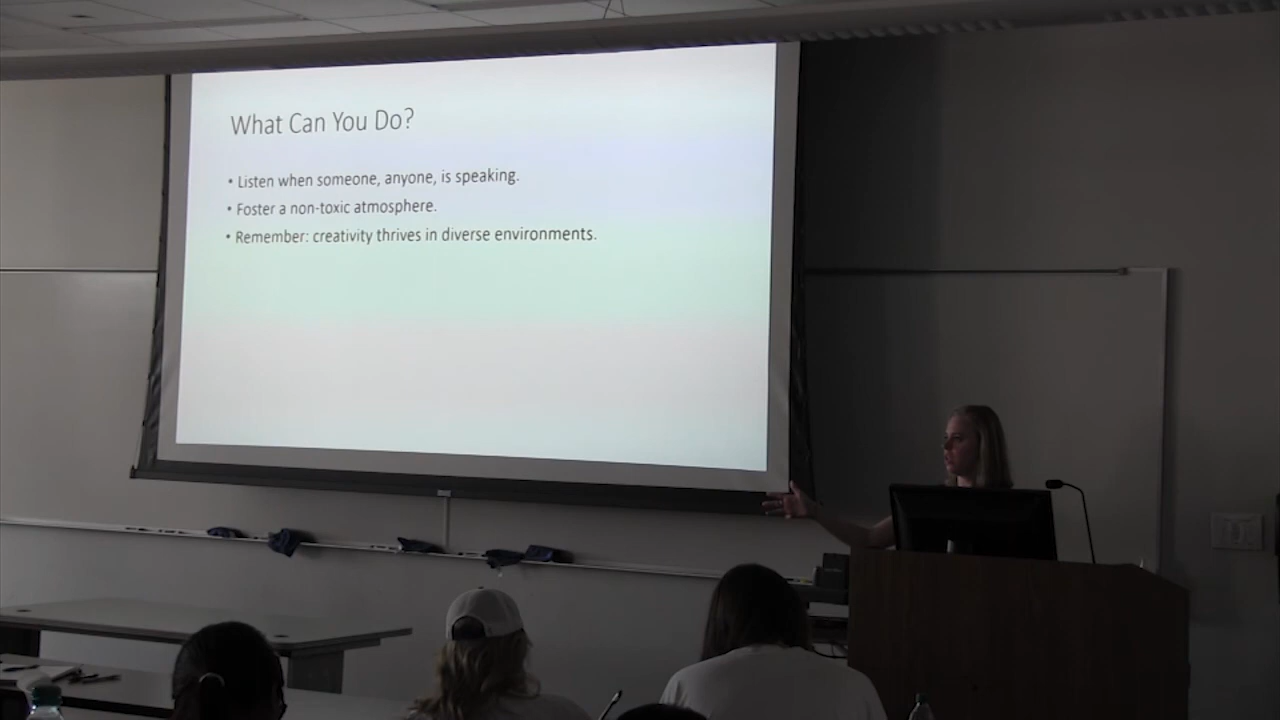 What Can You Do?
• Listen when someone, anyone, is speaking.
• Foster a non-toxic atmosphere.
• Remember: creativity thrives in diverse environments.